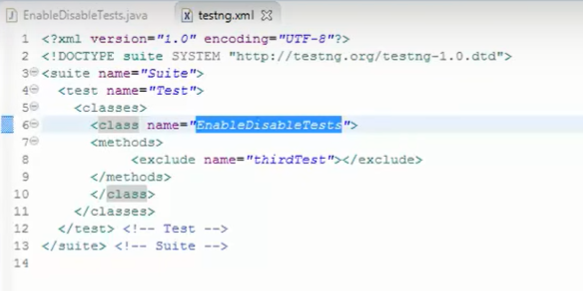 EnableDisableTests.java testng.xml
1 <?xml version="1.0" encoding="UTF-8"?>
2 <!DOCTYPE suite SYSTEM "http://testng.org/testng-1.0.dtd">
3 <suite name="Suite">
4 <test name="Test">
5 <classes>
6 <class name="EnableDisableTests">
7 <methods>
8 <exclude name="thirdTest"></exclude>
9 </methods>
10 </class>
11 </classes>
12 </test> <!-- Test -->
13 </suite> <!-- Suite -->
14